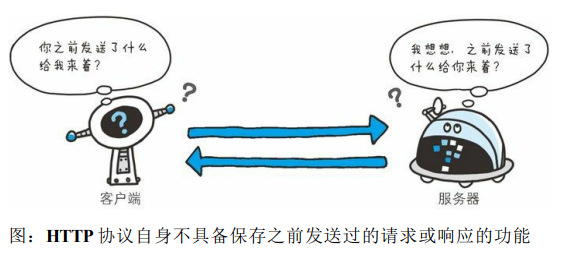 你之前发送了什么
给我来着?
我想想,之前发送了
什么给你来着?
?
?
?
客户端
服务器
图:HTTP 协议自身不具备保存之前发送过的请求或响应的功能